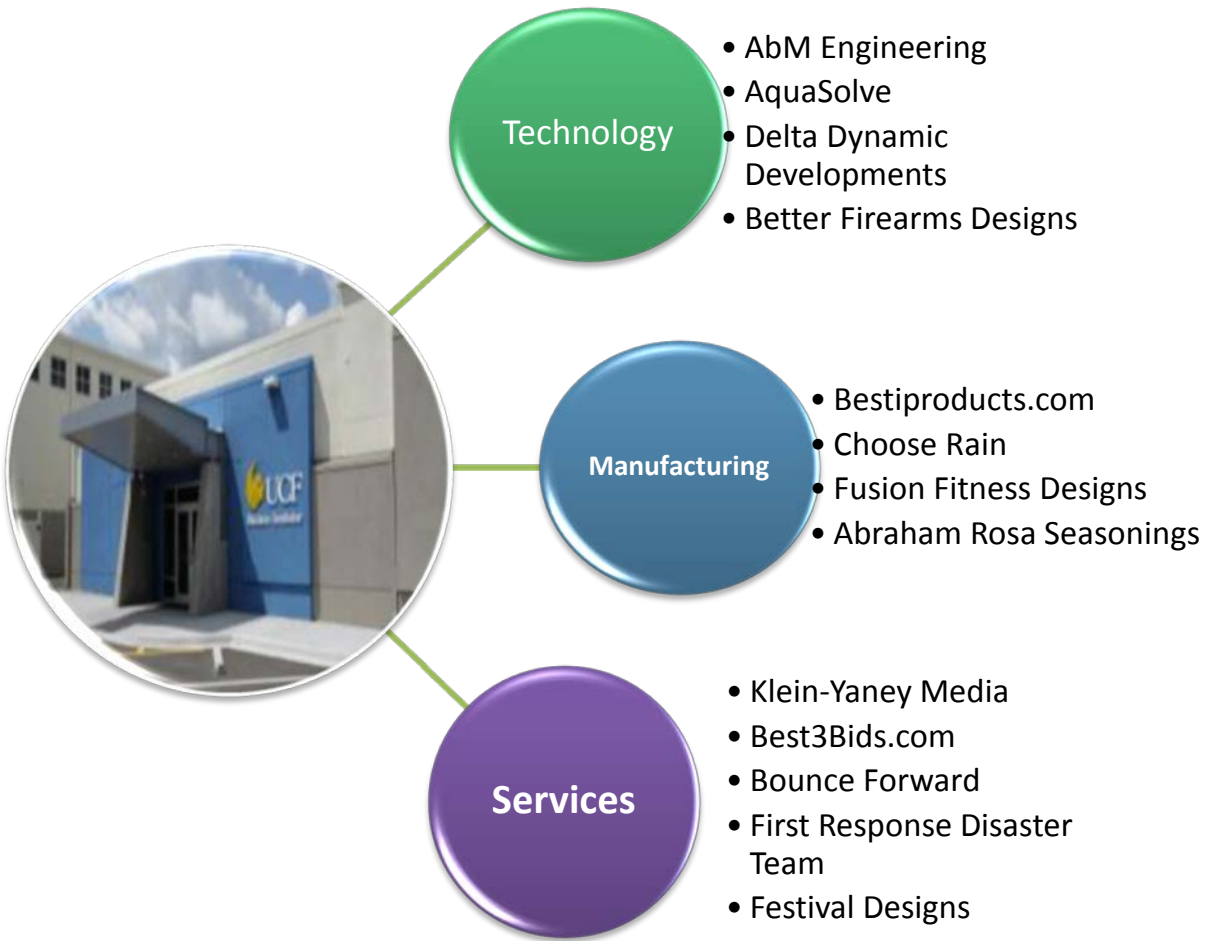 Technology
• AbM Engineering
• AquaSolve
• Delta Dynamic
Developments
• Better Firearms Designs
UCF
Manufacturing
• Bestiproducts.com
• Choose Rain
• Fusion Fitness Designs
• Abraham Rosa Seasonings
Services
• Klein-Yaney Media
• Best3Bids.com
• Bounce Forward
• First Response Disaster
Team
• Festival Designs